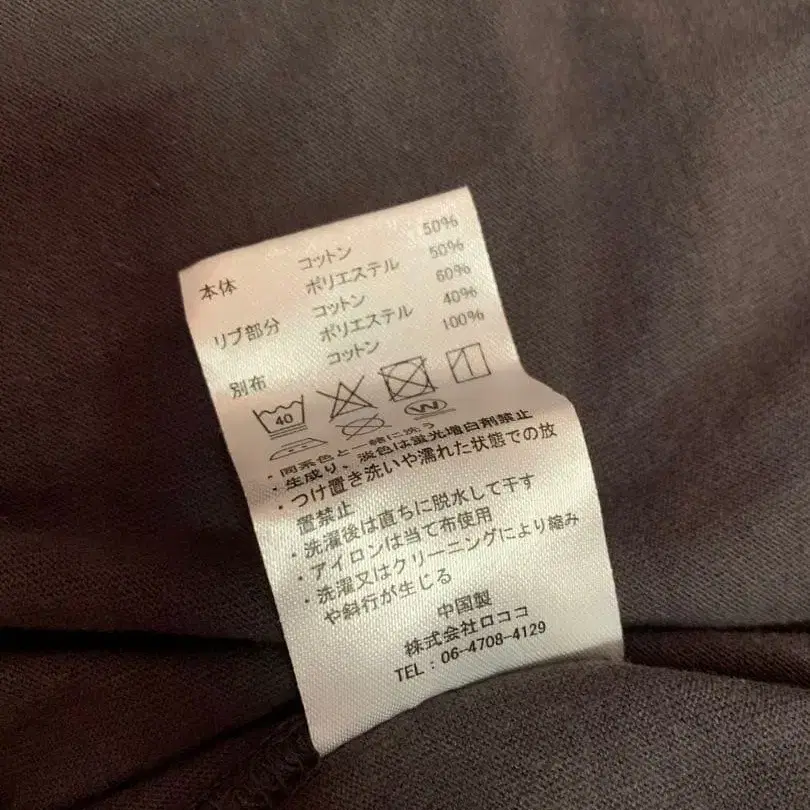 本体 コットン 50%
ポリエステル 50%
リブ部分 コットン 60%
ポリエステル 40%
別布 コットン 100%
40
W
・同系色と一緒に洗う
・生成り、淡色は蛍光増白剤禁止
・つけ置き洗いや濡れた状態での放
置禁止
・洗濯後は直ちに脱水して干す
・アイロンは当て布使用
・洗濯又はクリーニングにより縮み
や斜行が生じる
中国製
株式会社ロココ
TEL：06-4708-4129